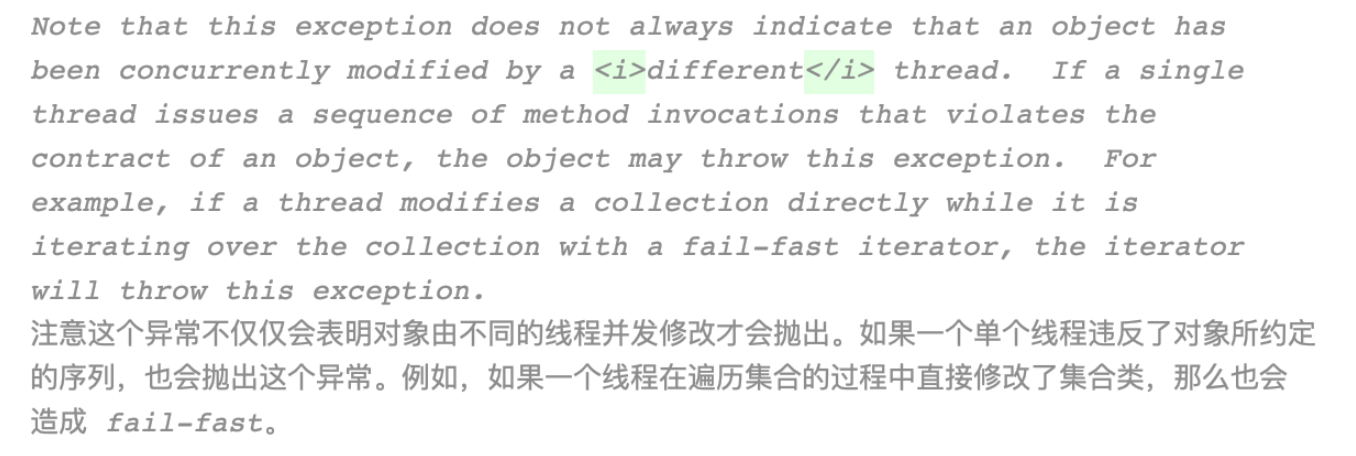 Note that this exception does not always indicate that an object has
been concurrently modified by a <i>different</i> thread.  If a single
thread issues a sequence of method invocations that violates the
contract of an object, the object may throw this exception.  For
example, if a thread modifies a collection directly while it is
iterating over the collection with a fail-fast iterator, the iterator
will throw this exception.
注意这个异常不仅仅会表明对象由不同的线程并发修改才会抛出。如果一个单个线程违反了对象所约定
的序列，也会抛出这个异常。例如，如果一个线程在遍历集合的过程中直接修改了集合类，那么也会
造成 fail-fast。